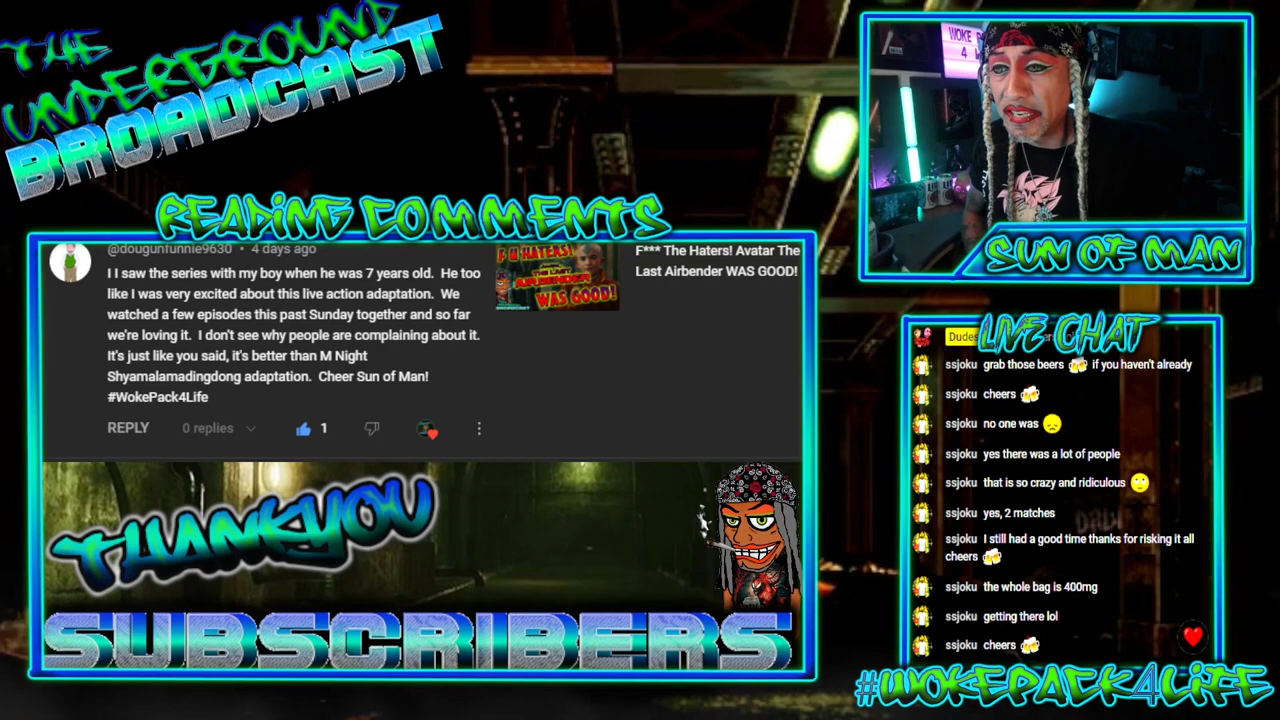 THE
UNDERGROUND
BROADCAST
WOKE P
4 L
READING COMMENTS
SUN OF MAN
@dougunfunnie9630 • 4 days ago
I I saw the series with my boy when he was 7 years old. He too
like I was very excited about this live action adaptation. We
watched a few episodes this past Sunday together and so far
we're loving it. I don't see why people are complaining about it.
It's just like you said, it's better than M Night
Shyamalamadingdong adaptation. Cheer Sun of Man!
#WokePack4Life
REPLY 0 replies 1
F U HATERS!
THE LAST
AIRBENDER
WAS GOOD!
F*** The Haters! Avatar The
Last Airbender WAS GOOD!
THANKYOU
SUBSCRIBERS
LIVE CHAT
Dudes
ssjoku grab those beers 🍻 if you haven't already
ssjoku cheers 🍻
ssjoku no one was 😞
ssjoku yes there was a lot of people
ssjoku that is so crazy and ridiculous 🙄
ssjoku yes, 2 matches
ssjoku I still had a good time thanks for risking it all
cheers 🍻
ssjoku the whole bag is 400mg
ssjoku getting there lol
ssjoku cheers 🍻
#WOKEPACK4LIFE